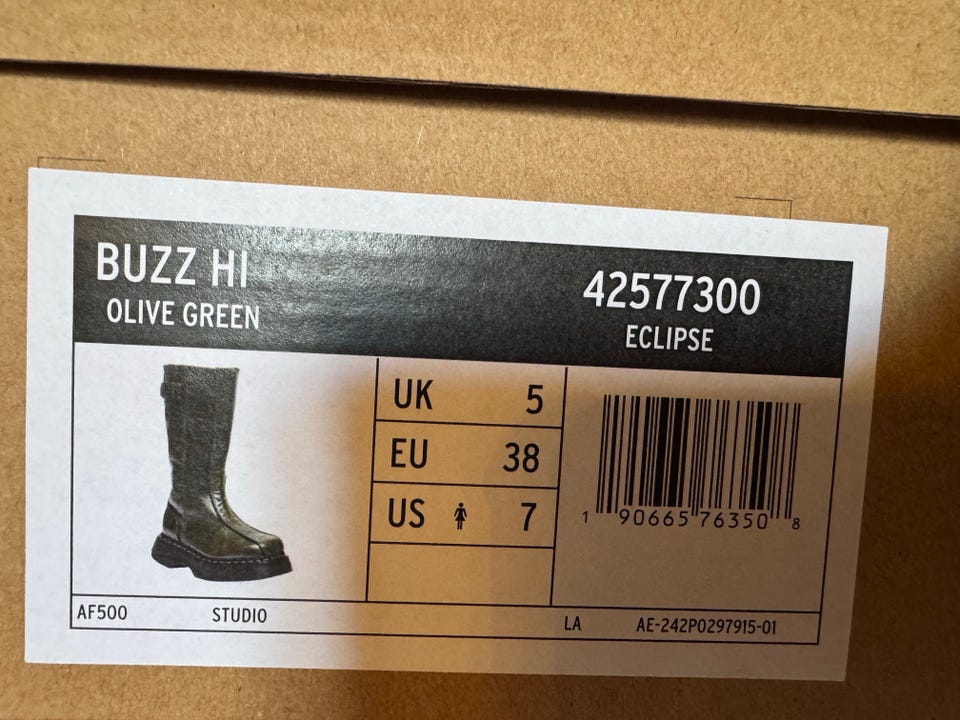 BUZZ HI
OLIVE GREEN
42577300
ECLIPSE
UK 5
EU 38
US 7
1 90665 76350 8
AF500 STUDIO LA AE-242P0297915-01